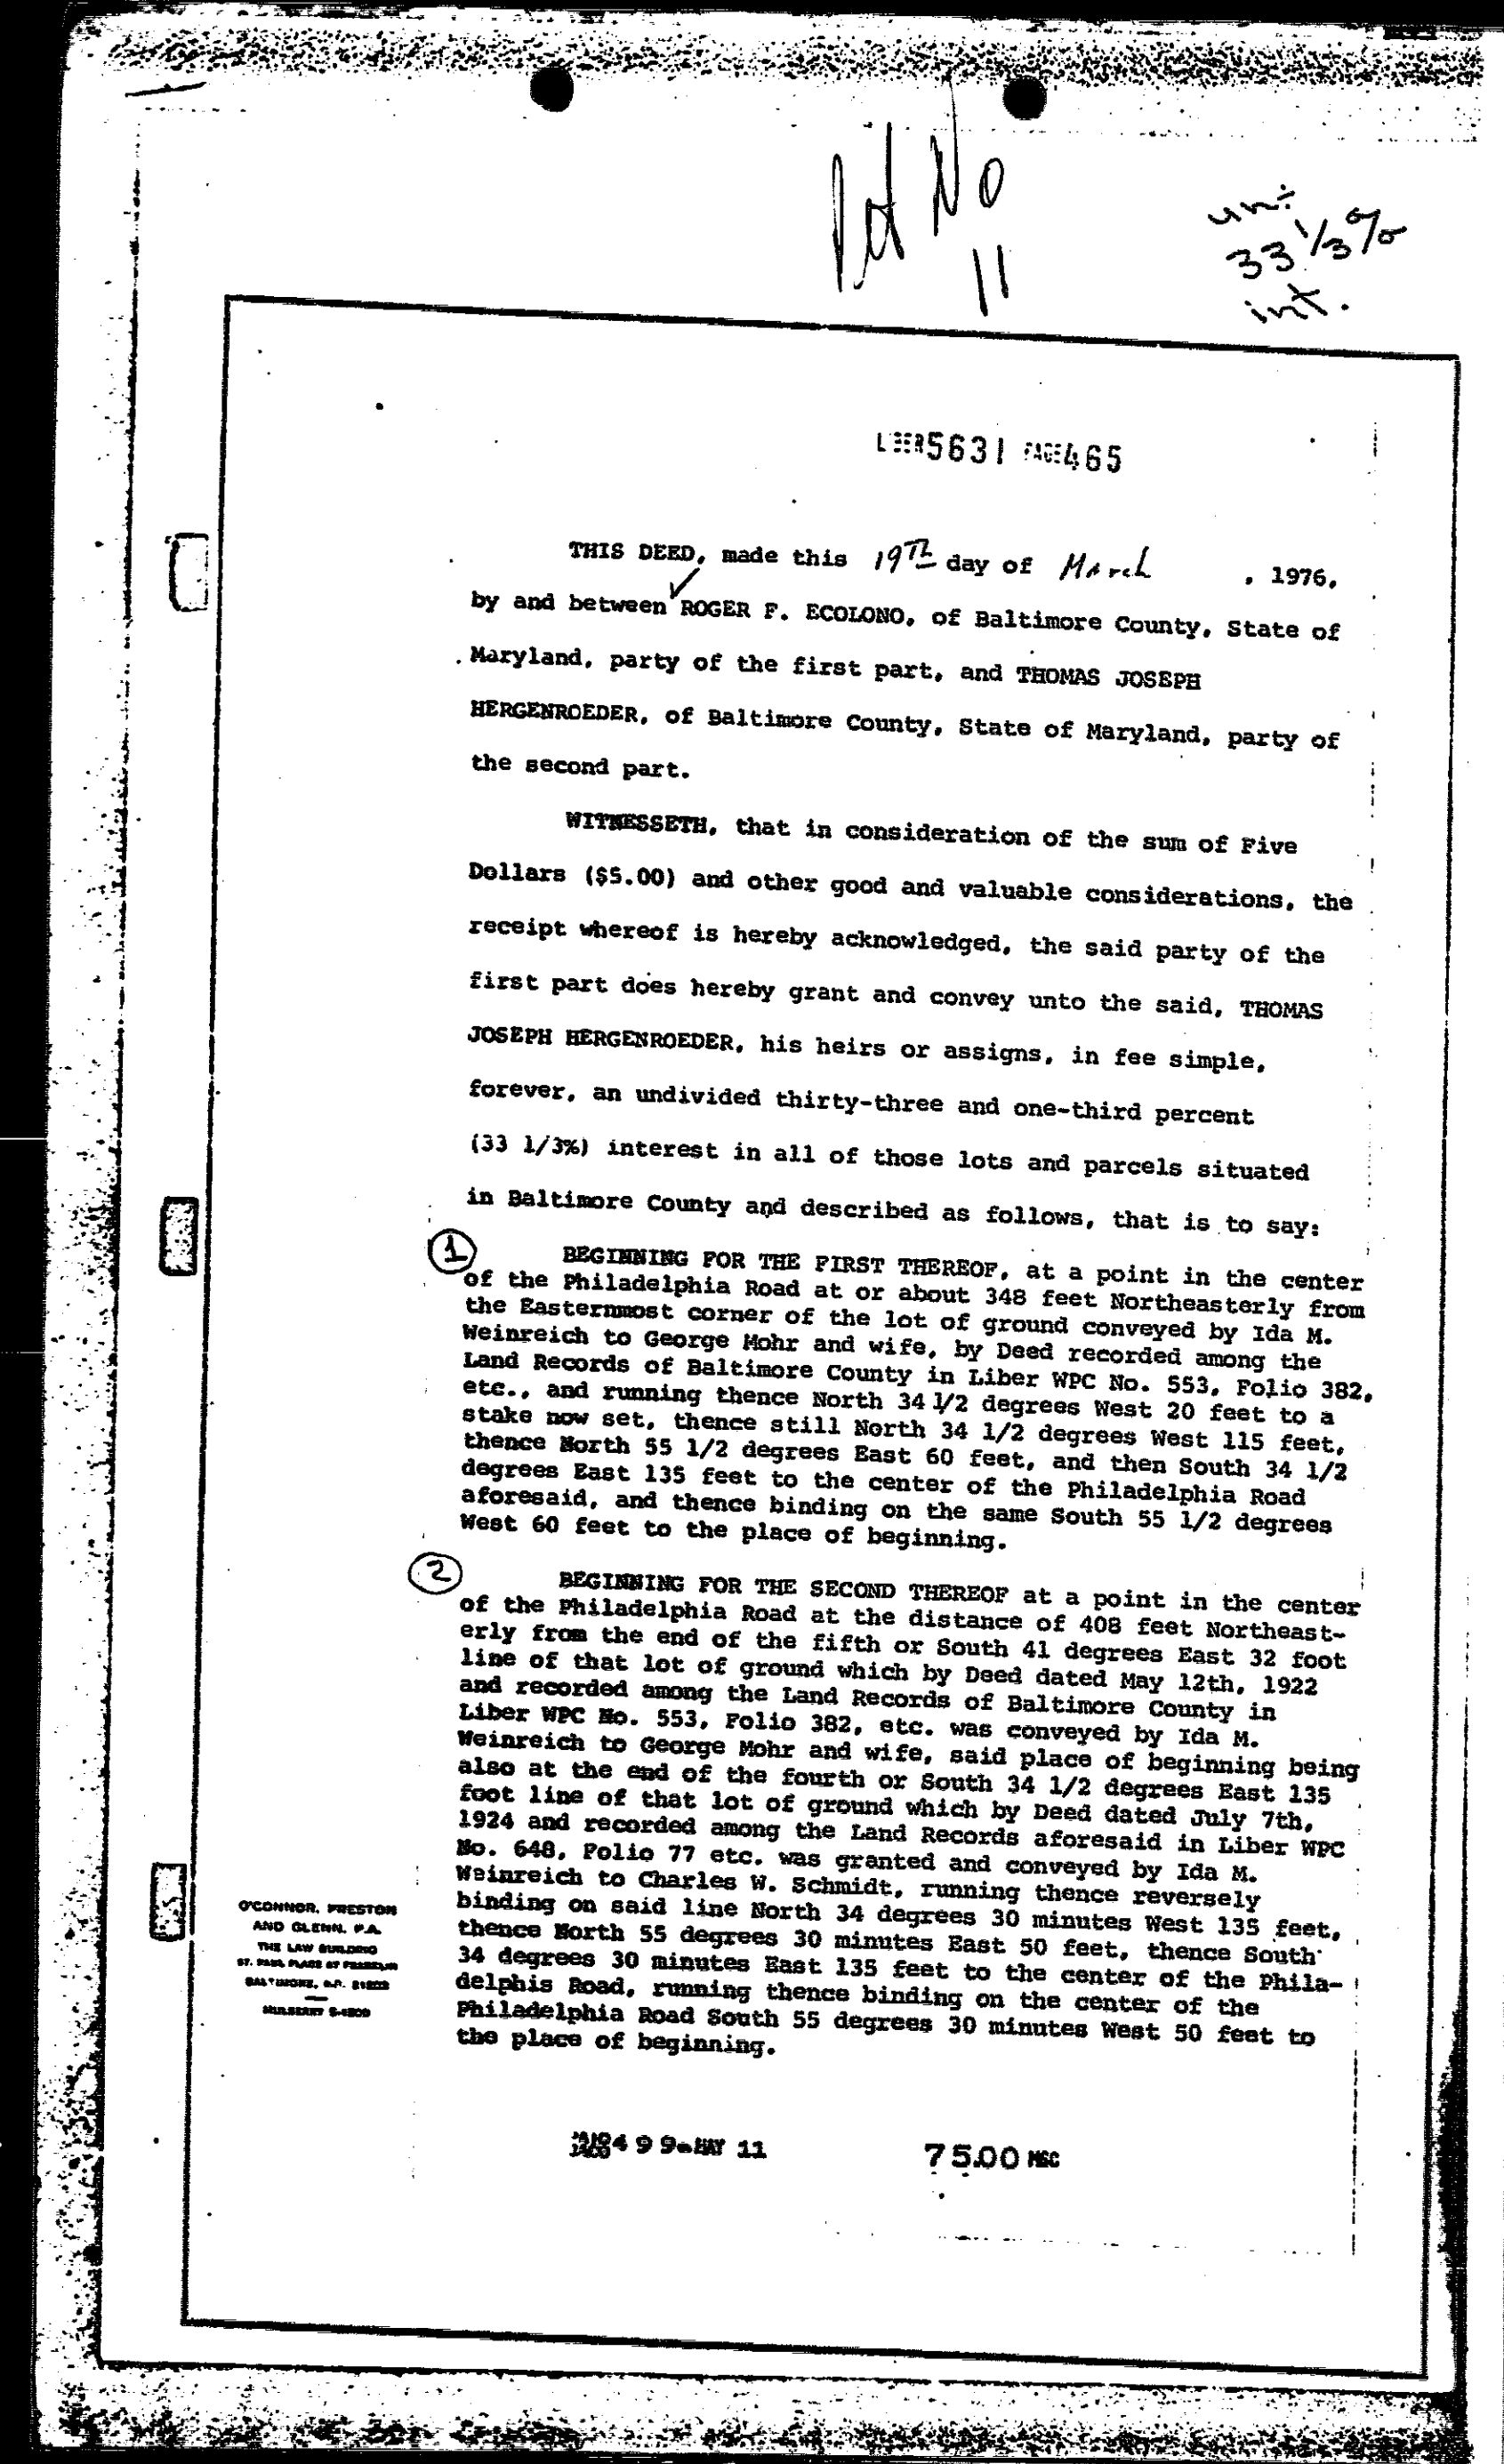 No
11
un:
33 1/3%
int.
LIBER 5631 PAGE 465
THIS DEED, made this 19TH day of March , 1976,
by and between ROGER F. ECOLONO, of Baltimore County, State of
Maryland, party of the first part, and THOMAS JOSEPH
HERGENROEDER, of Baltimore County, State of Maryland, party of
the second part.
WITNESSETH, that in consideration of the sum of Five
Dollars ($5.00) and other good and valuable considerations, the
receipt whereof is hereby acknowledged, the said party of the
first part does hereby grant and convey unto the said, THOMAS
JOSEPH HERGENROEDER, his heirs or assigns, in fee simple,
forever, an undivided thirty-three and one-third percent
(33 1/3%) interest in all of those lots and parcels situated
in Baltimore County and described as follows, that is to say:
1 BEGINNING FOR THE FIRST THEREOF, at a point in the center
of the Philadelphia Road at or about 348 feet Northeasterly from
the Easternmost corner of the lot of ground conveyed by Ida M.
Weinreich to George Mohr and wife, by Deed recorded among the
Land Records of Baltimore County in Liber WPC No. 553, Folio 382,
etc., and running thence North 34 1/2 degrees West 20 feet to a
stake now set, thence still North 34 1/2 degrees West 115 feet,
thence North 55 1/2 degrees East 60 feet, and then South 34 1/2
degrees East 135 feet to the center of the Philadelphia Road
aforesaid, and thence binding on the same South 55 1/2 degrees
West 60 feet to the place of beginning.
2 BEGINNING FOR THE SECOND THEREOF at a point in the center
of the Philadelphia Road at the distance of 408 feet Northeast-
erly from the end of the fifth or South 41 degrees East 32 foot
line of that lot of ground which by Deed dated May 12th, 1922
and recorded among the Land Records of Baltimore County in
Liber WPC No. 553, Folio 382, etc. was conveyed by Ida M.
Weinreich to George Mohr and wife, said place of beginning being
also at the end of the fourth or South 34 1/2 degrees East 135
foot line of that lot of ground which by Deed dated July 7th,
1924 and recorded among the Land Records aforesaid in Liber WPC
No. 648, Folio 77 etc. was granted and conveyed by Ida M.
Weinreich to Charles W. Schmidt, running thence reversely
binding on said line North 34 degrees 30 minutes West 135 feet,
thence North 55 degrees 30 minutes East 50 feet, thence South
34 degrees 30 minutes East 135 feet to the center of the Phila-
delphis Road, running thence binding on the center of the
Philadelphia Road South 55 degrees 30 minutes West 50 feet to
the place of beginning.
O'CONNOR, PRESTON
AND GLENN, P.A.
THE LAW BUILDING
ST. PAUL PLACE AT FRANKLIN
BALTIMORE, MD. 21202
MULBERRY 5-1500
MAY 11
75.00 MSC